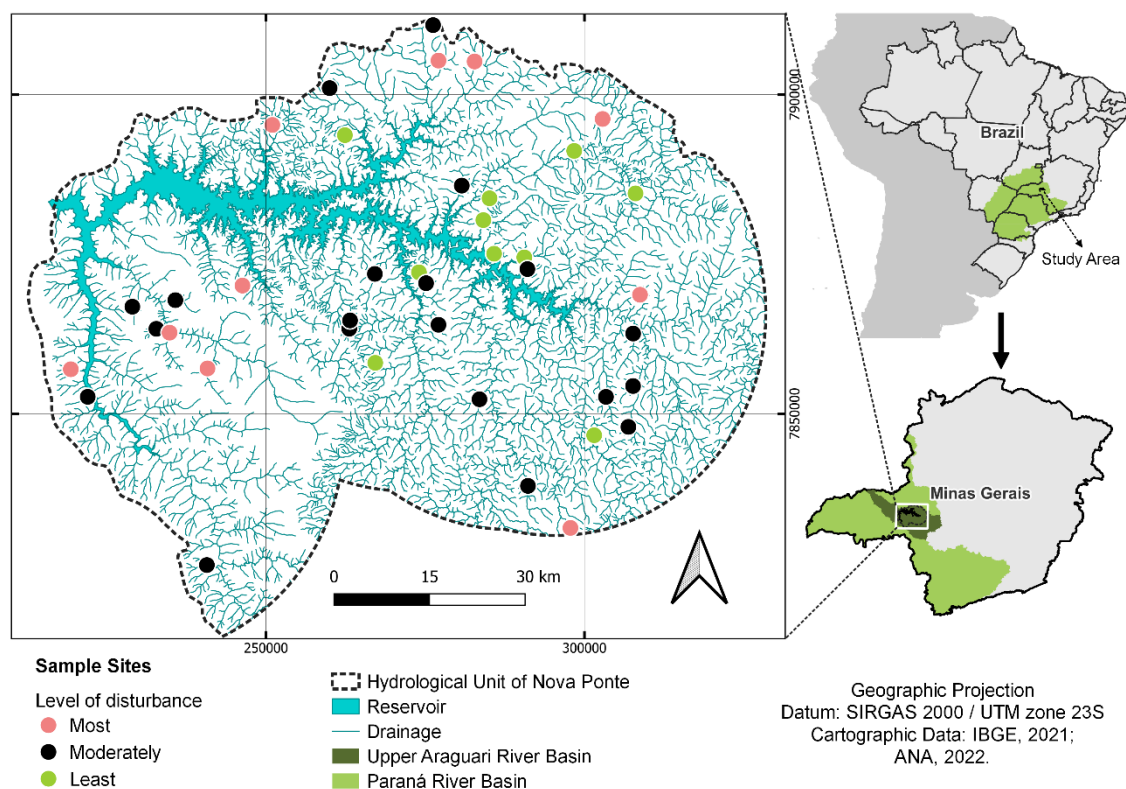 7900000
7850000
250000
300000
0
15
30 km
Brazil
Study Area
Minas Gerais
Sample Sites
Level of disturbance
Most
Moderately
Least
Hydrological Unit of Nova Ponte
Reservoir
Drainage
Upper Araguari River Basin
Paraná River Basin
Geographic Projection
Datum: SIRGAS 2000 / UTM zone 23S
Cartographic Data: IBGE, 2021;
ANA, 2022.